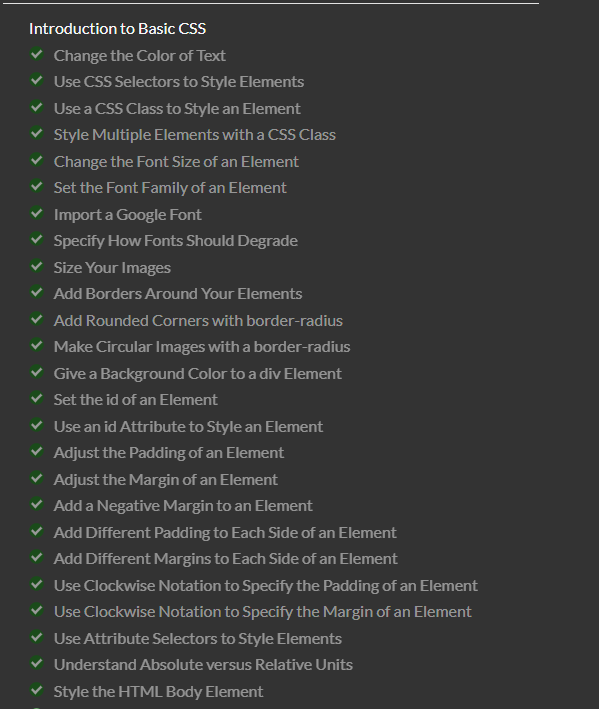 Introduction to Basic CSS
Change the Color of Text
Use CSS Selectors to Style Elements
Use a CSS Class to Style an Element
Style Multiple Elements with a CSS Class
Change the Font Size of an Element
Set the Font Family of an Element
Import a Google Font
Specify How Fonts Should Degrade
Size Your Images
Add Borders Around Your Elements
Add Rounded Corners with border-radius
Make Circular Images with a border-radius
Give a Background Color to a div Element
Set the id of an Element
Use an id Attribute to Style an Element
Adjust the Padding of an Element
Adjust the Margin of an Element
Add a Negative Margin to an Element
Add Different Padding to Each Side of an Element
Add Different Margins to Each Side of an Element
Use Clockwise Notation to Specify the Padding of an Element
Use Clockwise Notation to Specify the Margin of an Element
Use Attribute Selectors to Style Elements
Understand Absolute versus Relative Units
Style the HTML Body Element